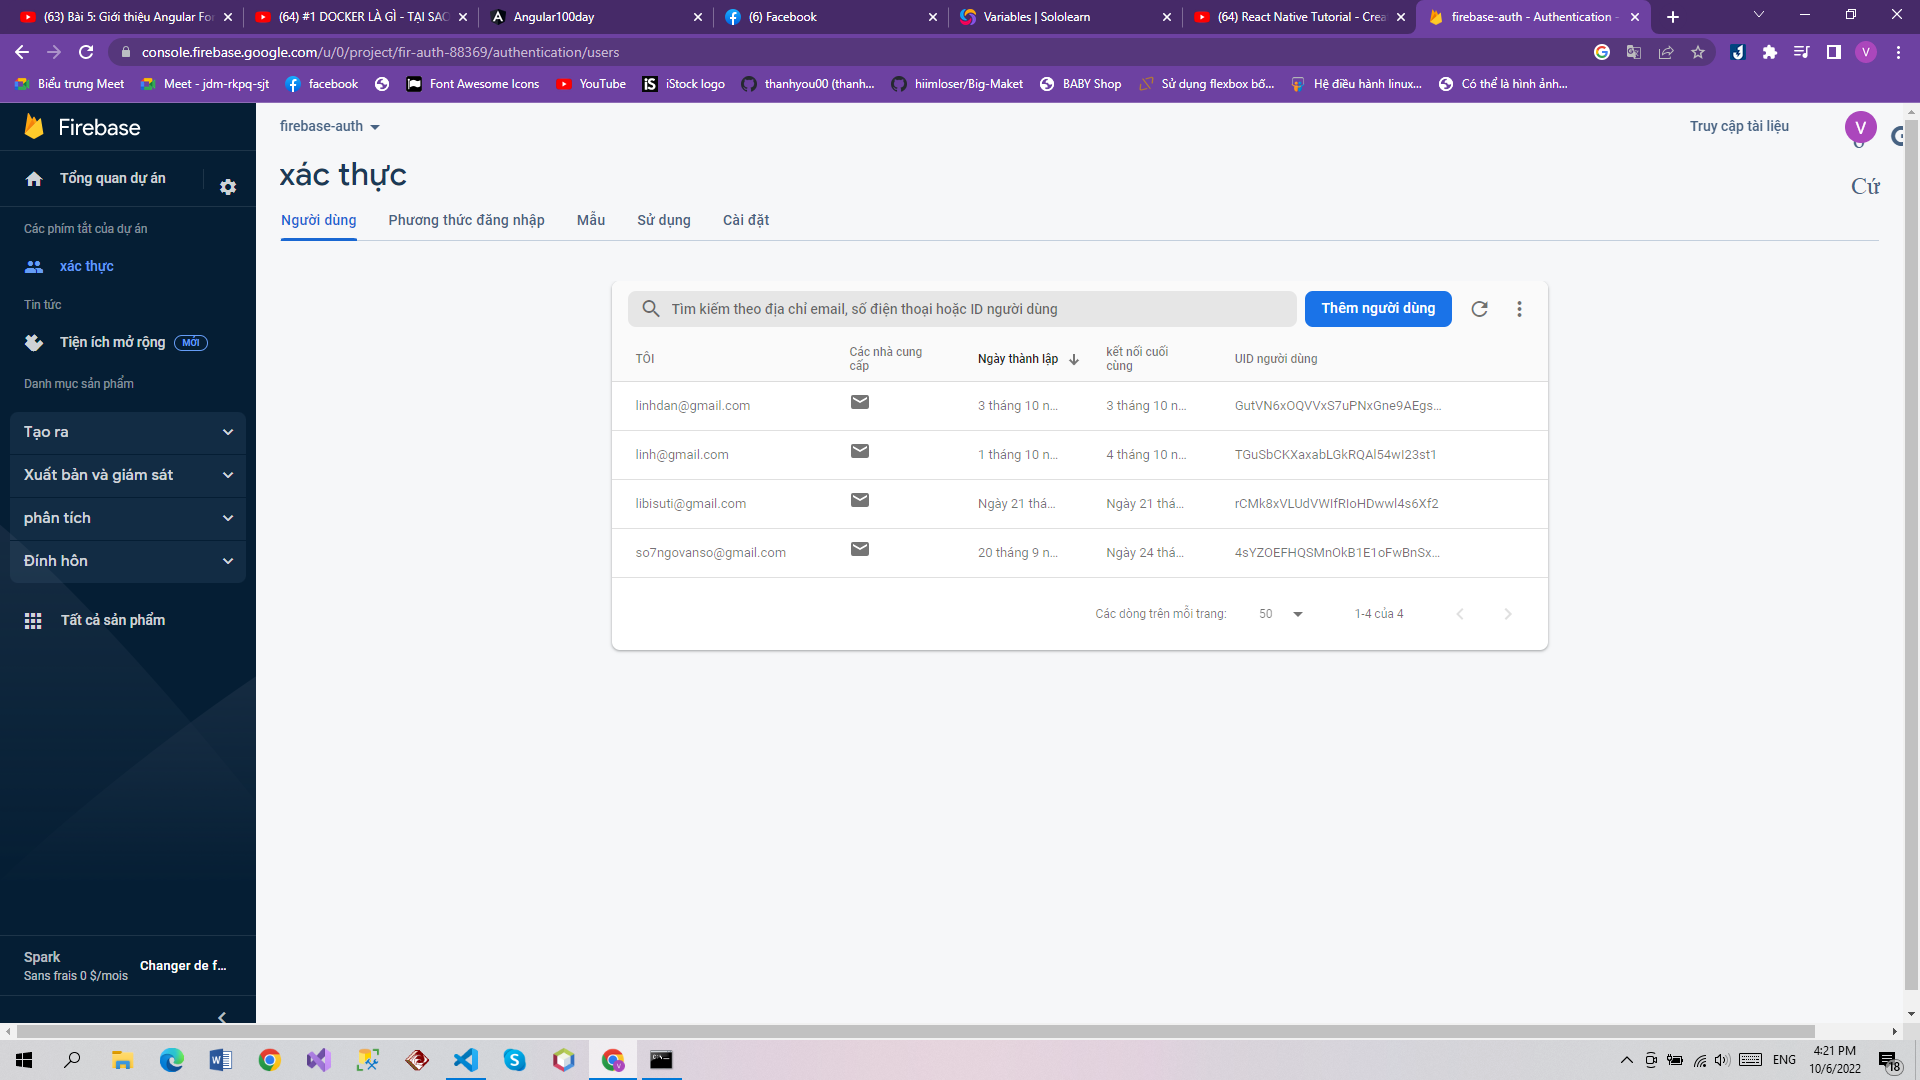 (63) Bài 5: Giới thiệu Angular Fo
(64) #1 DOCKER LÀ GÌ - TẠI SAO
Angular100day
(6) Facebook
Variables | Sololearn
(64) React Native Tutorial - Crea
firebase-auth - Authentication -
console.firebase.google.com/u/0/project/fir-auth-88369/authentication/users
V
Biểu trưng Meet
Meet - jdm-rkpq-sjt
facebook
Font Awesome Icons
YouTube
iStock logo
thanhyou00 (thanh...
hiimloser/Big-Maket
BABY Shop
Sử dụng flexbox bố...
Hệ điều hành linux...
Có thể là hình ảnh...
Firebase
firebase-auth
Truy cập tài liệu
V
Tổng quan dự án
xác thực
Cứ
Người dùng
Phương thức đăng nhập
Mẫu
Sử dụng
Cài đặt
Các phím tắt của dự án
xác thực
Tin tức
Tiện ích mở rộng MỚI
Danh mục sản phẩm
Tạo ra
Xuất bản và giám sát
phân tích
Đính hôn
Tất cả sản phẩm
Tìm kiếm theo địa chỉ email, số điện thoại hoặc ID người dùng
Thêm người dùng
TÔI
Các nhà cung cấp
Ngày thành lập
kết nối cuối cùng
UID người dùng
linhdan@gmail.com 3 tháng 10 n... 3 tháng 10 n... GutVN6xOQVVxS7uPNxGne9AEgs...
linh@gmail.com 1 tháng 10 n... 4 tháng 10 n... TGuSbCKXaxabLGkRQAl54wI23st1
libisuti@gmail.com Ngày 21 thá... Ngày 21 thá... rCMk8xVLUdVWIfRIoHDwwl4s6Xf2
so7ngovanso@gmail.com 20 tháng 9 n... Ngày 24 thá... 4sYZOEFHQSMnOkB1E1oFwBnSx...
Các dòng trên mỗi trang: 50 1-4 của 4
Spark
Sans frais 0 $/mois
Changer de f...
ENG
4:21 PM
10/6/2022
18